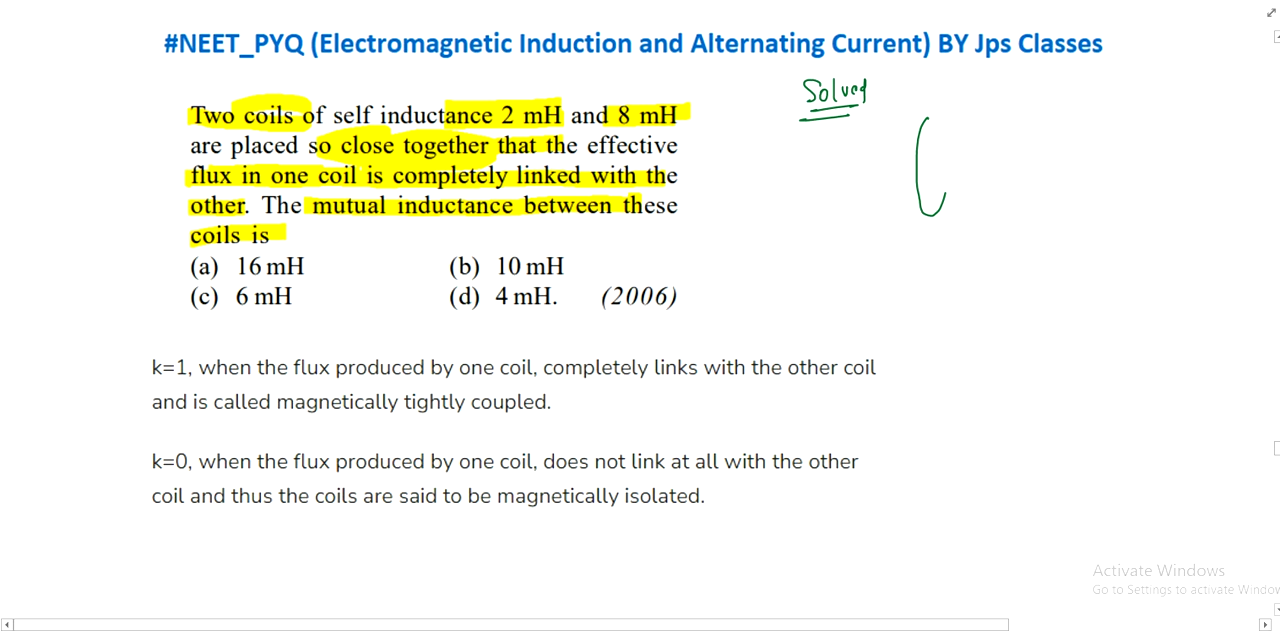 #NEET_PYQ (Electromagnetic Induction and Alternating Current) BY Jps Classes
Solved
Two coils of self inductance 2 mH and 8 mH
are placed so close together that the effective
flux in one coil is completely linked with the
other. The mutual inductance between these
coils is
(a) 16 mH (b) 10 mH
(c) 6 mH (d) 4 mH. (2006)
k=1, when the flux produced by one coil, completely links with the other coil
and is called magnetically tightly coupled.
k=0, when the flux produced by one coil, does not link at all with the other
coil and thus the coils are said to be magnetically isolated.
Activate Windows
Go to Settings to activate Window